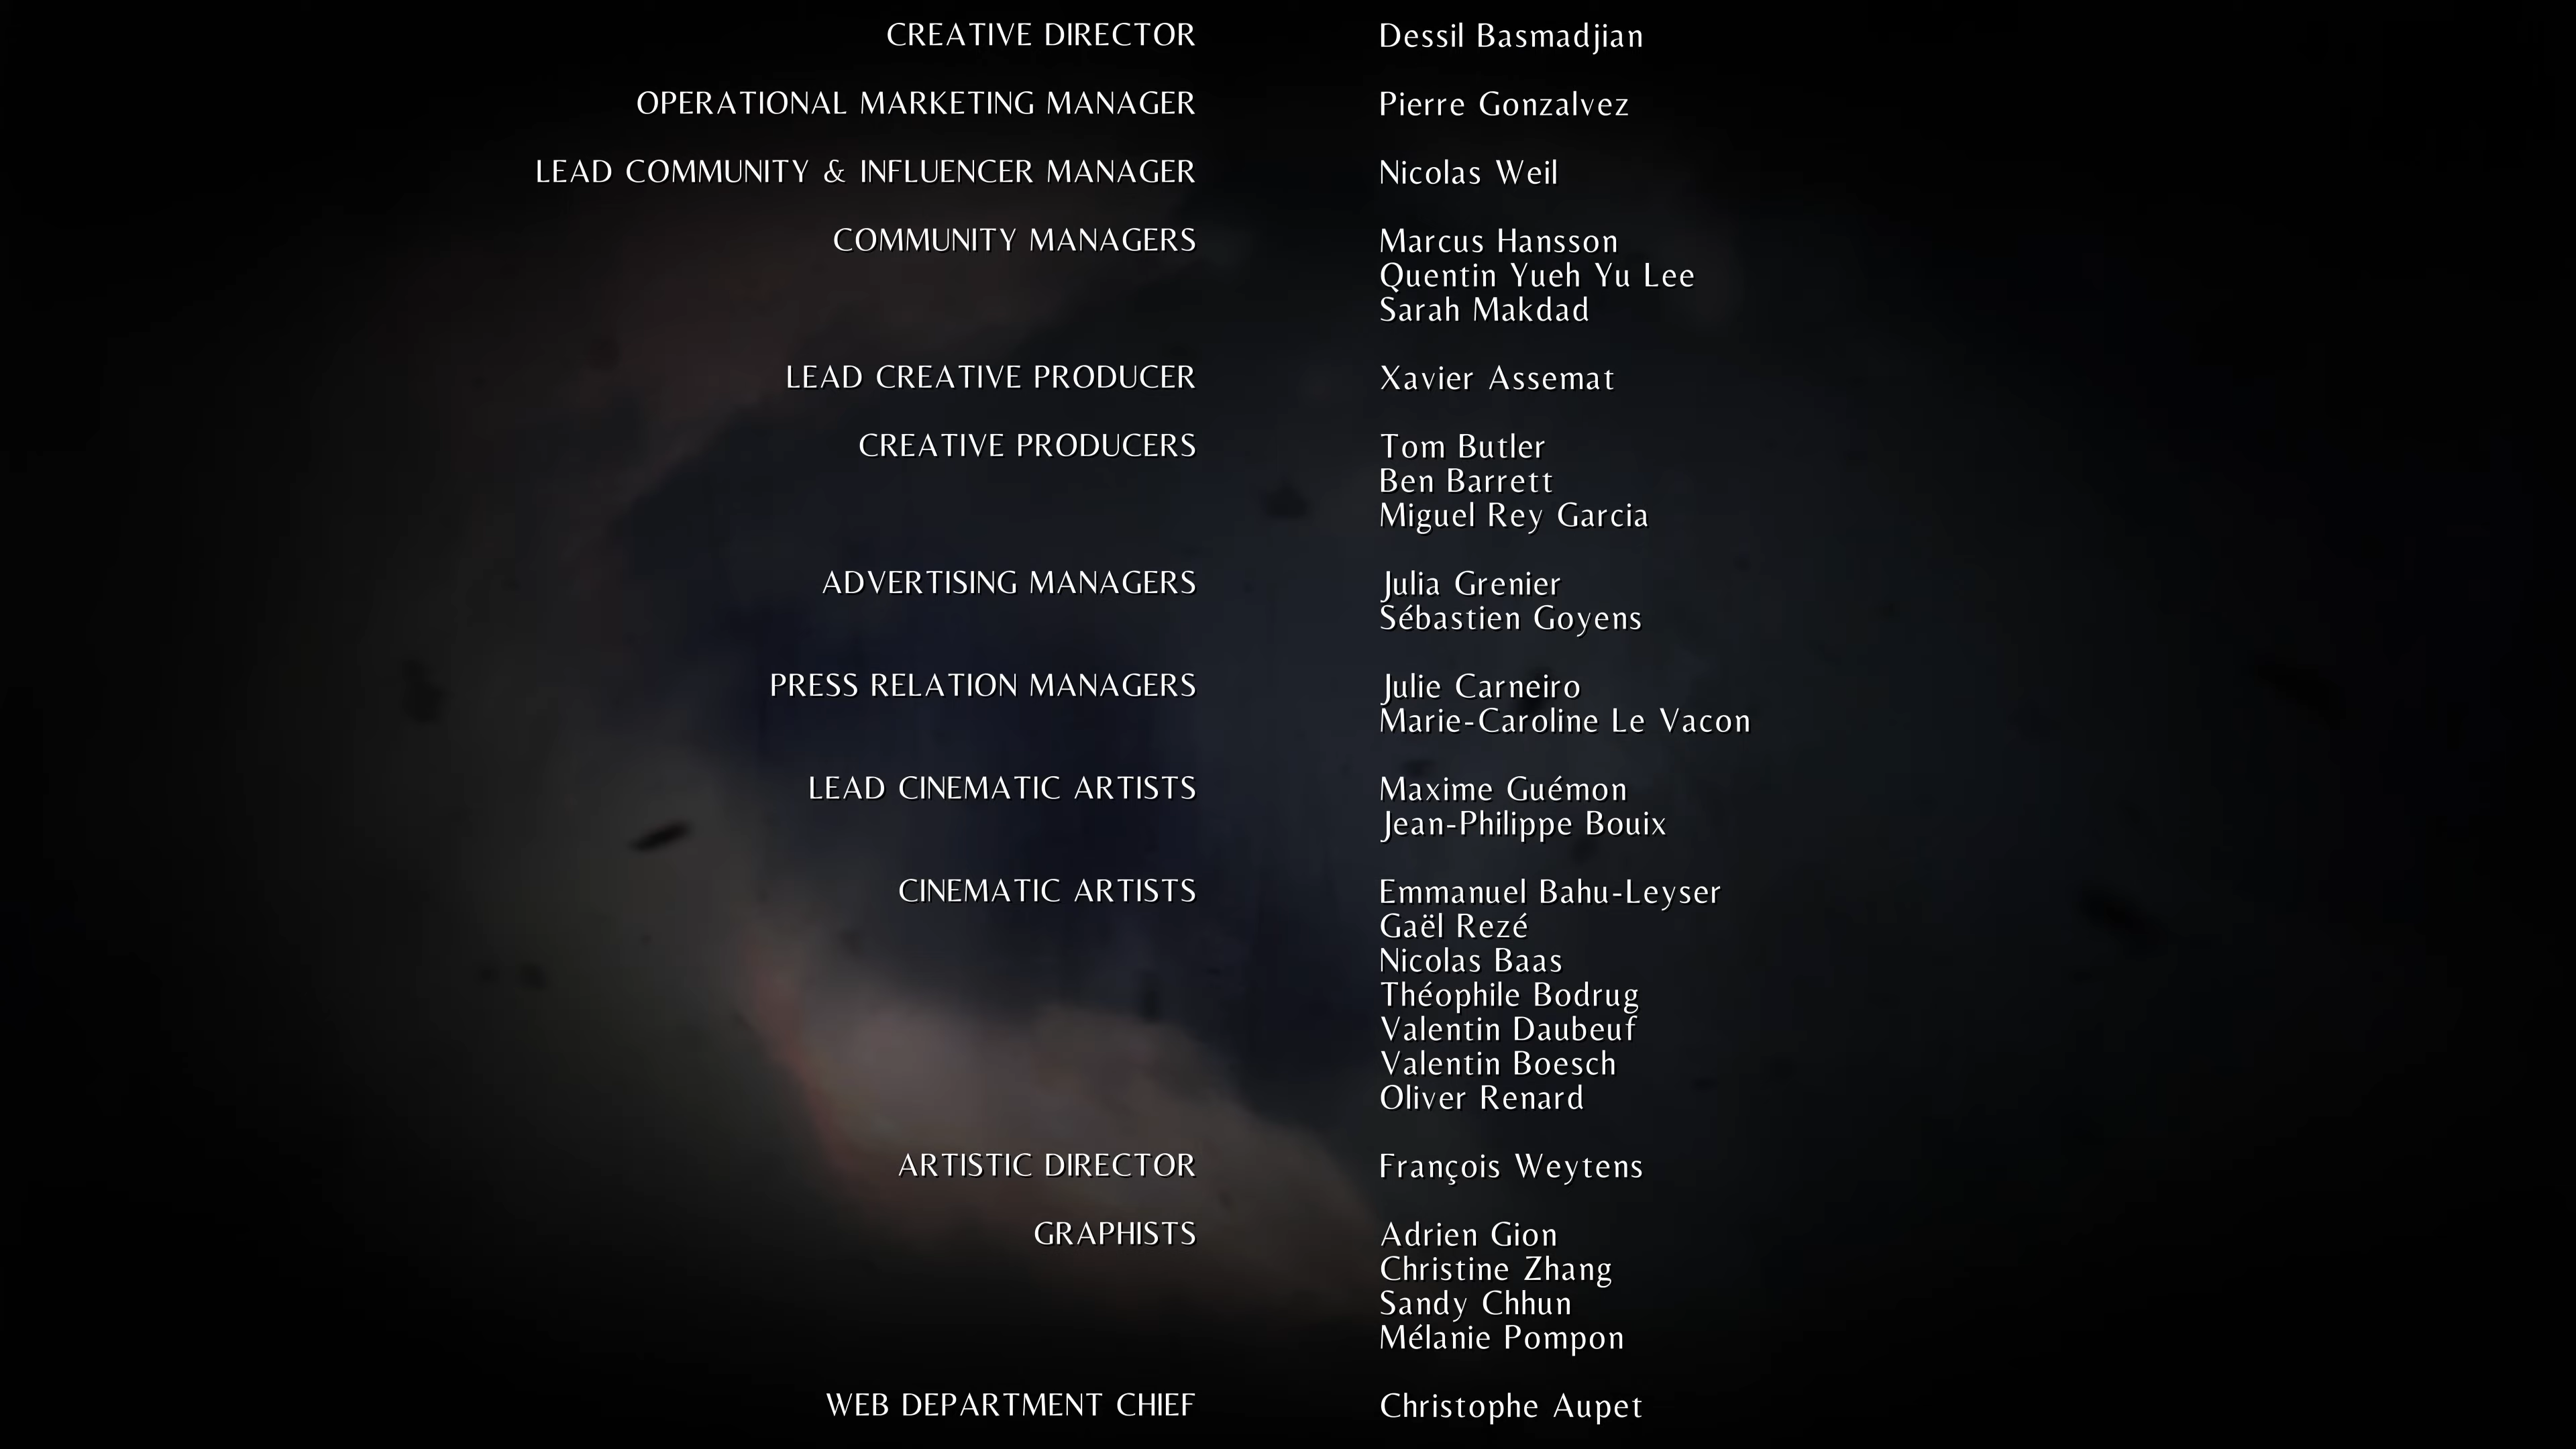 CREATIVE DIRECTOR Dessil Basmadjian
OPERATIONAL MARKETING MANAGER Pierre Gonzalvez
LEAD COMMUNITY & INFLUENCER MANAGER Nicolas Weil
COMMUNITY MANAGERS Marcus Hansson
Quentin Yueh Yu Lee
Sarah Makdad
LEAD CREATIVE PRODUCER Xavier Assemat
CREATIVE PRODUCERS Tom Butler
Ben Barrett
Miguel Rey Garcia
ADVERTISING MANAGERS Julia Grenier
Sébastien Goyens
PRESS RELATION MANAGERS Julie Carneiro
Marie-Caroline Le Vacon
LEAD CINEMATIC ARTISTS Maxime Guémon
Jean-Philippe Bouix
CINEMATIC ARTISTS Emmanuel Bahu-Leyser
Gaël Rezé
Nicolas Baas
Théophile Bodrug
Valentin Daubeuf
Valentin Boesch
Oliver Renard
ARTISTIC DIRECTOR François Weytens
GRAPHISTS Adrien Gion
Christine Zhang
Sandy Chhun
Mélanie Pompon
WEB DEPARTMENT CHIEF Christophe Aupet